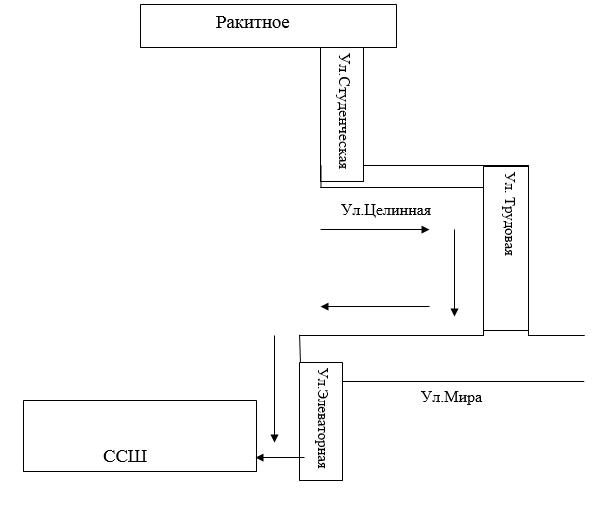 Ракитное
Ул.Студенческая
Ул. Трудовая
Ул.Целинная
Ул.Элеваторная
Ул.Мира
ССШ